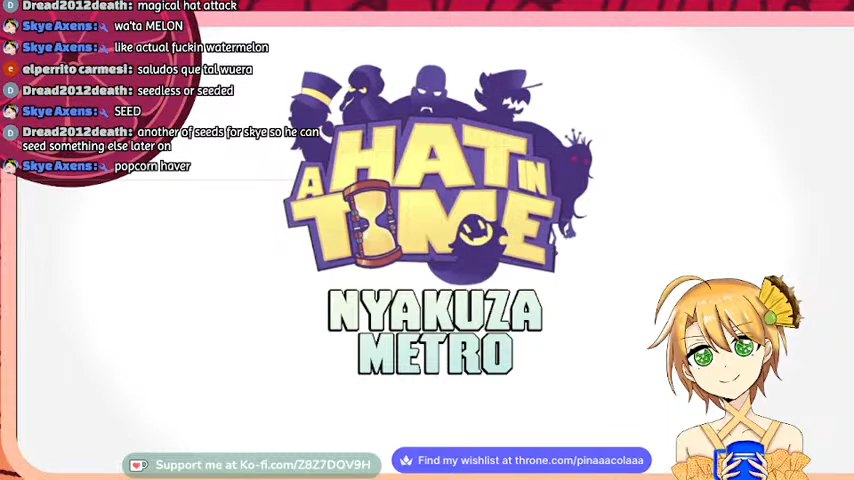 Dread2012death: magical hat attack
Skye Axens: wa'ta MELON
Skye Axens: like actual fuckin watermelon
elperrito carmesi: saludos que tal wuera
Dread2012death: seedless or seeded
Skye Axens: SEED
Dread2012death: another of seeds for skye so he can
seed something else later on
Skye Axens: popcorn haver
A HAT IN
TIME
NYAKUZA
METRO
Support me at Ko-fi.com/Z8Z7DOV9H
Find my wishlist at throne.com/pinaaacolaaa